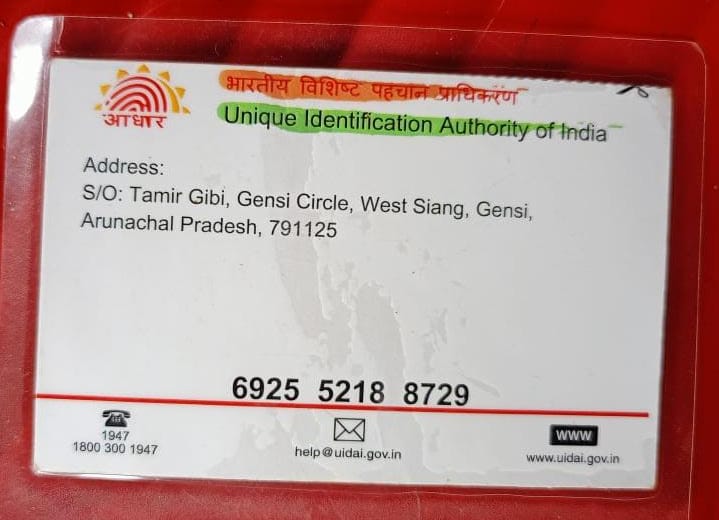 आधार
भारतीय विशिष्ट पहचान प्राधिकरण
Unique Identification Authority of India
Address:
S/O: Tamir Gibi, Gensi Circle, West Siang, Gensi,
Arunachal Pradesh, 791125
6925 5218 8729
1947
1800 300 1947
help@uidai.gov.in
WWW
www.uidai.gov.in